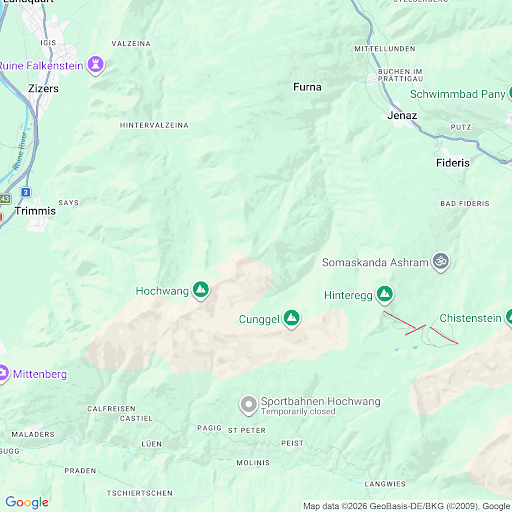 Landquart
STELSERBERG
IGIS
VALZEINA
MITTELLUNDEN
Ruine Falkenstein
BUCHEN IM
PRÄTTIGAU
Zizers
Furna
Schwimmbad Pany
Jenaz
HINTERVALZEINA
PUTZ
Rhine River
Fideris
3
E43
SAYS
BAD FIDERIS
Trimmis
Somaskanda Ashram
Hochwang
Hinteregg
Cunggel
Chistenstein
Mittenberg
Sportbahnen Hochwang
Temporarily closed
CALFREISEN
CASTIEL
PAGIG
ST PETER
MALADERS
LÜEN
PEIST
SUGG
MOLINIS
PRADEN
LANGWIES
TSCHIERTSCHEN
Google
Map data ©2026 GeoBasis-DE/BKG (©2009), Google